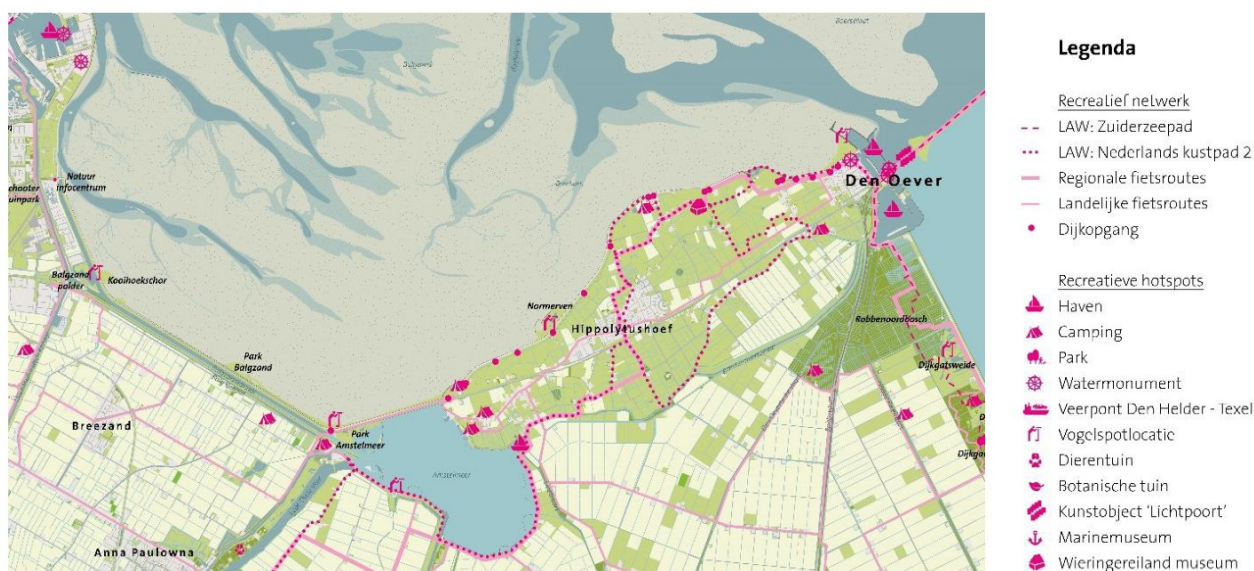 Legenda
Recreatief netwerk
LAW: Zuiderzeepad
LAW: Nederlands kustpad 2
Regionale fietsroutes
Landelijke fietsroutes
Dijkopgang
Recreatieve hotspots
Haven
Camping
Park
Watermonument
Veerpont Den Helder - Texel
Vogelspotlocatie
Dierentuin
Botanische tuin
Kunstobject 'Lichtpoort'
Marinemuseum
Wieringereiland museum
Natuur
infocentrum
chooter
uinpark
Balgzand
polder
Kooihoekschor
Park
Balgzand
Breezand
Anna Paulowna
Park
Amstelmeer
Amstelmeer
Normerven
Hippolytushoef
Den Oever
Robbenoordbosch
Dijkgatsweide